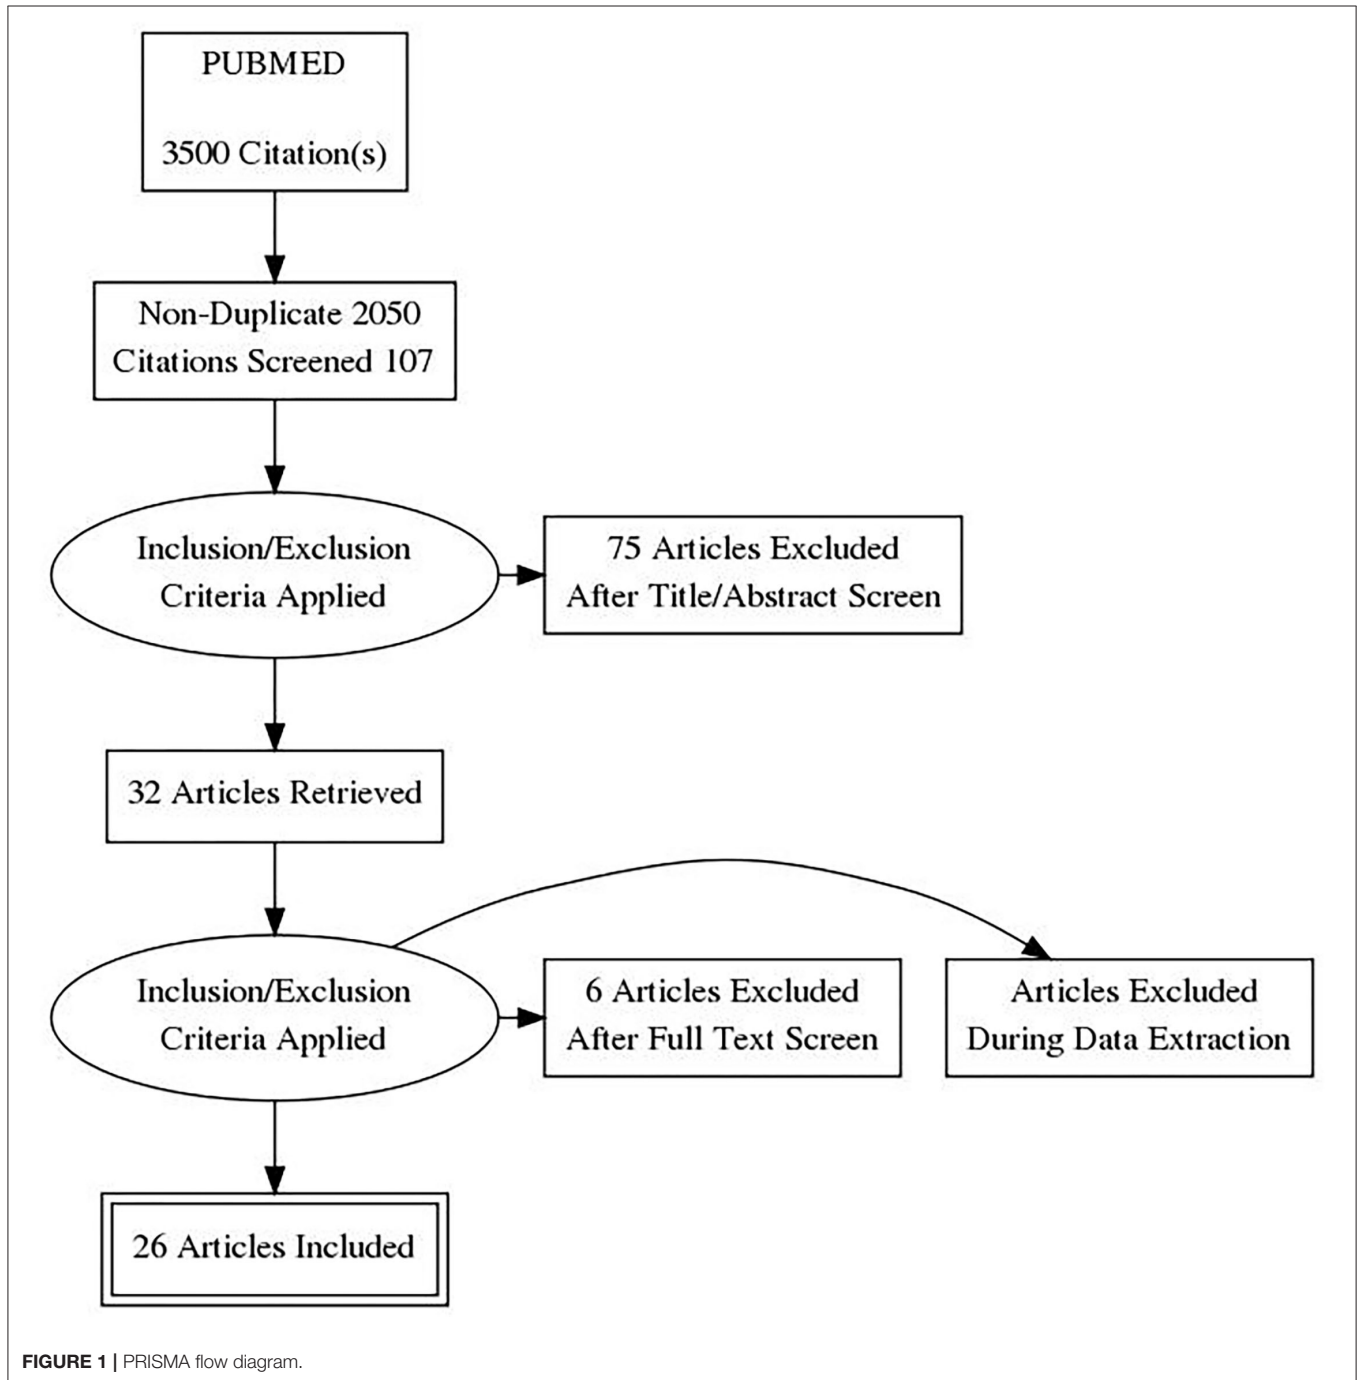 PUBMED
3500 Citation(s)
Non-Duplicate 2050
Citations Screened 107
Inclusion/Exclusion
Criteria Applied
75 Articles Excluded
After Title/Abstract Screen
32 Articles Retrieved
Inclusion/Exclusion
Criteria Applied
6 Articles Excluded
After Full Text Screen
Articles Excluded
During Data Extraction
26 Articles Included
FIGURE 1 | PRISMA flow diagram.